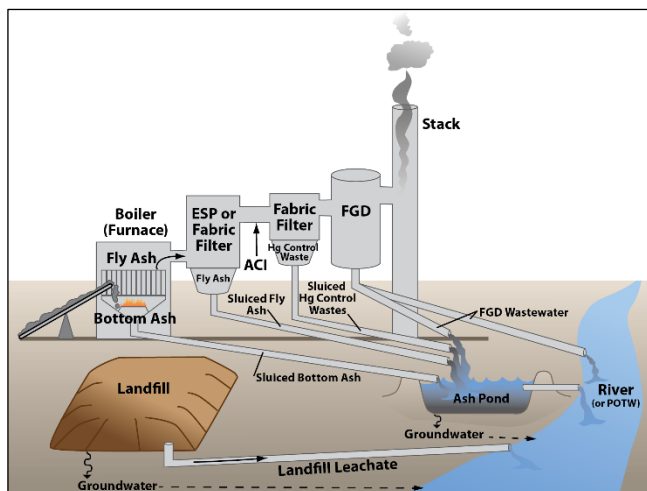 Stack
Boiler
(Furnace)
ESP or
Fabric
Filter
Fabric
Filter
FGD
Fly Ash
Hg Control
Waste
ACI
Fly Ash
Bottom Ash
Sluiced Fly
Ash
Sluiced
Hg Control
Wastes
FGD Wastewater
Sluiced Bottom Ash
Landfill
Ash Pond
River
(or POTW)
Groundwater
Landfill Leachate
Groundwater